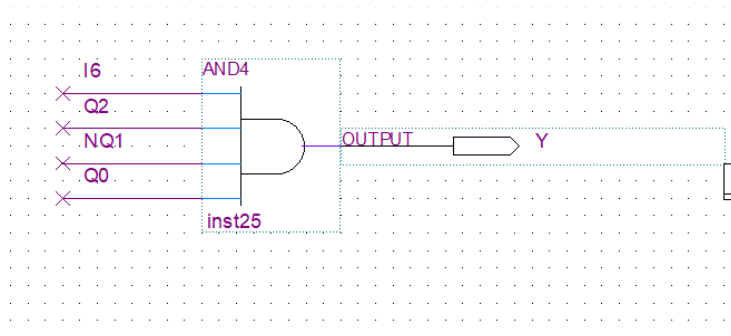 I6
AND4
Q2
NQ1
OUTPUT
Y
Q0
inst25